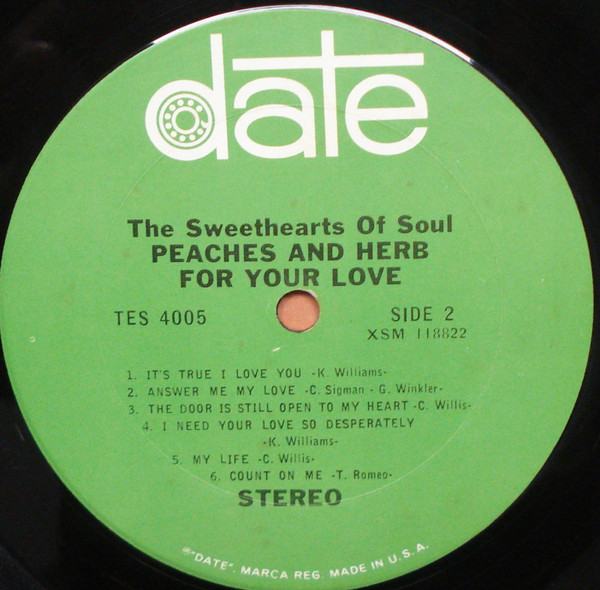 date
The Sweethearts Of Soul
PEACHES AND HERB
FOR YOUR LOVE
TES 4005
SIDE 2
XSM 118822
1. IT'S TRUE I LOVE YOU -K. Williams-
2. ANSWER ME MY LOVE -C. Sigman - G. Winkler-
3. THE DOOR IS STILL OPEN TO MY HEART -C. Willis-
4. I NEED YOUR LOVE SO DESPERATELY
-K. Williams-
5. MY LIFE -C. Willis-
6. COUNT ON ME -T. Romeo-
STEREO
®"DATE". MARCA REG. MADE IN U.S.A.